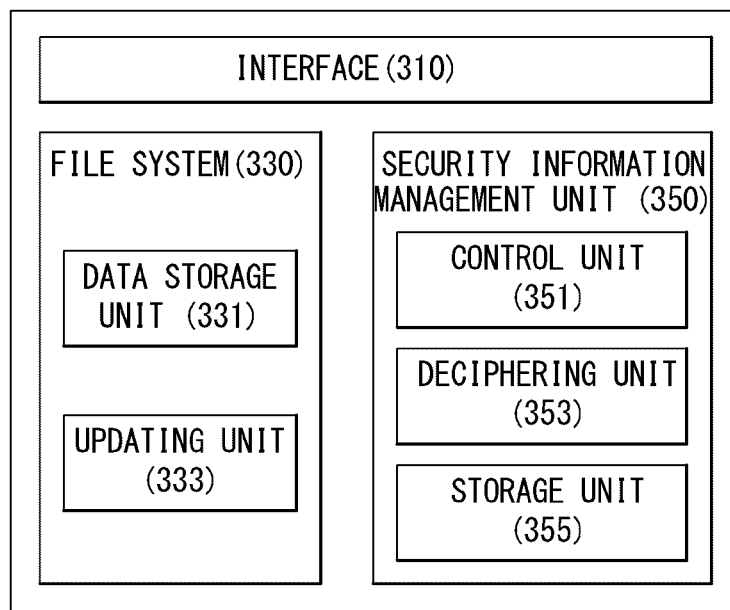 INTERFACE(310)
FILE SYSTEM(330)
DATA STORAGE
UNIT (331)
UPDATING UNIT
(333)
SECURITY INFORMATION
MANAGEMENT UNIT (350)
CONTROL UNIT
(351)
DECIPHERING UNIT
(353)
STORAGE UNIT
(355)